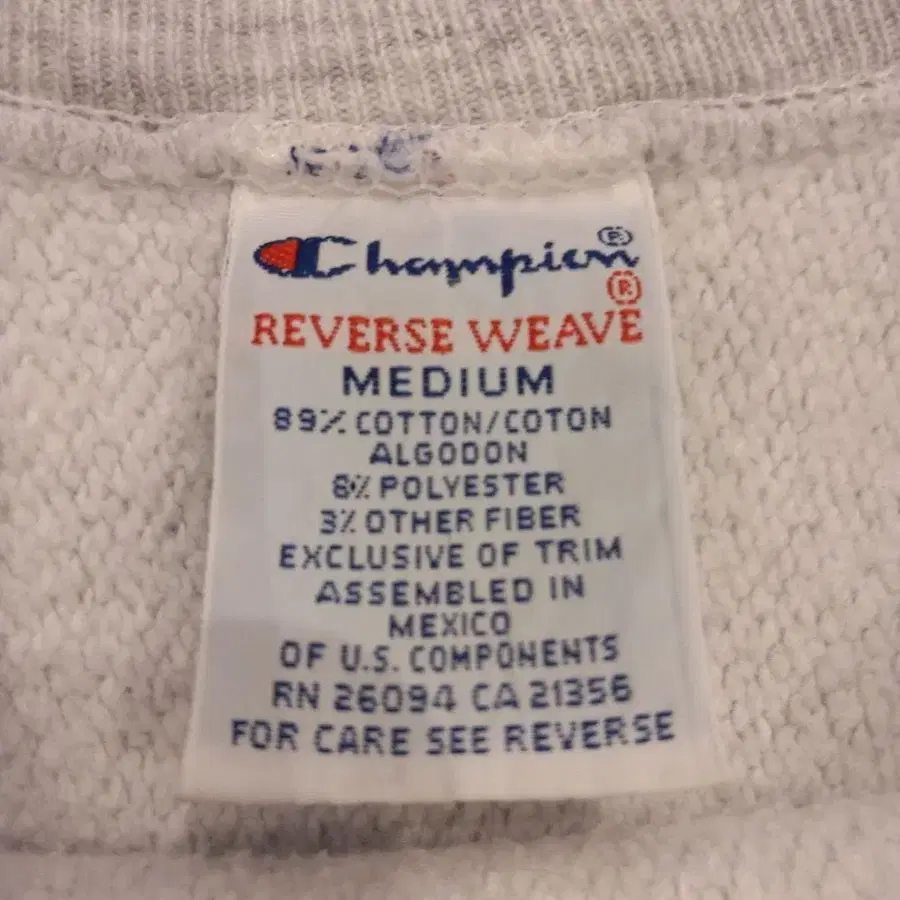 Champion®
®
REVERSE WEAVE
MEDIUM
89% COTTON/COTON
ALGODON
8% POLYESTER
3% OTHER FIBER
EXCLUSIVE OF TRIM
ASSEMBLED IN
MEXICO
OF U.S. COMPONENTS
RN 26094 CA 21356
FOR CARE SEE REVERSE